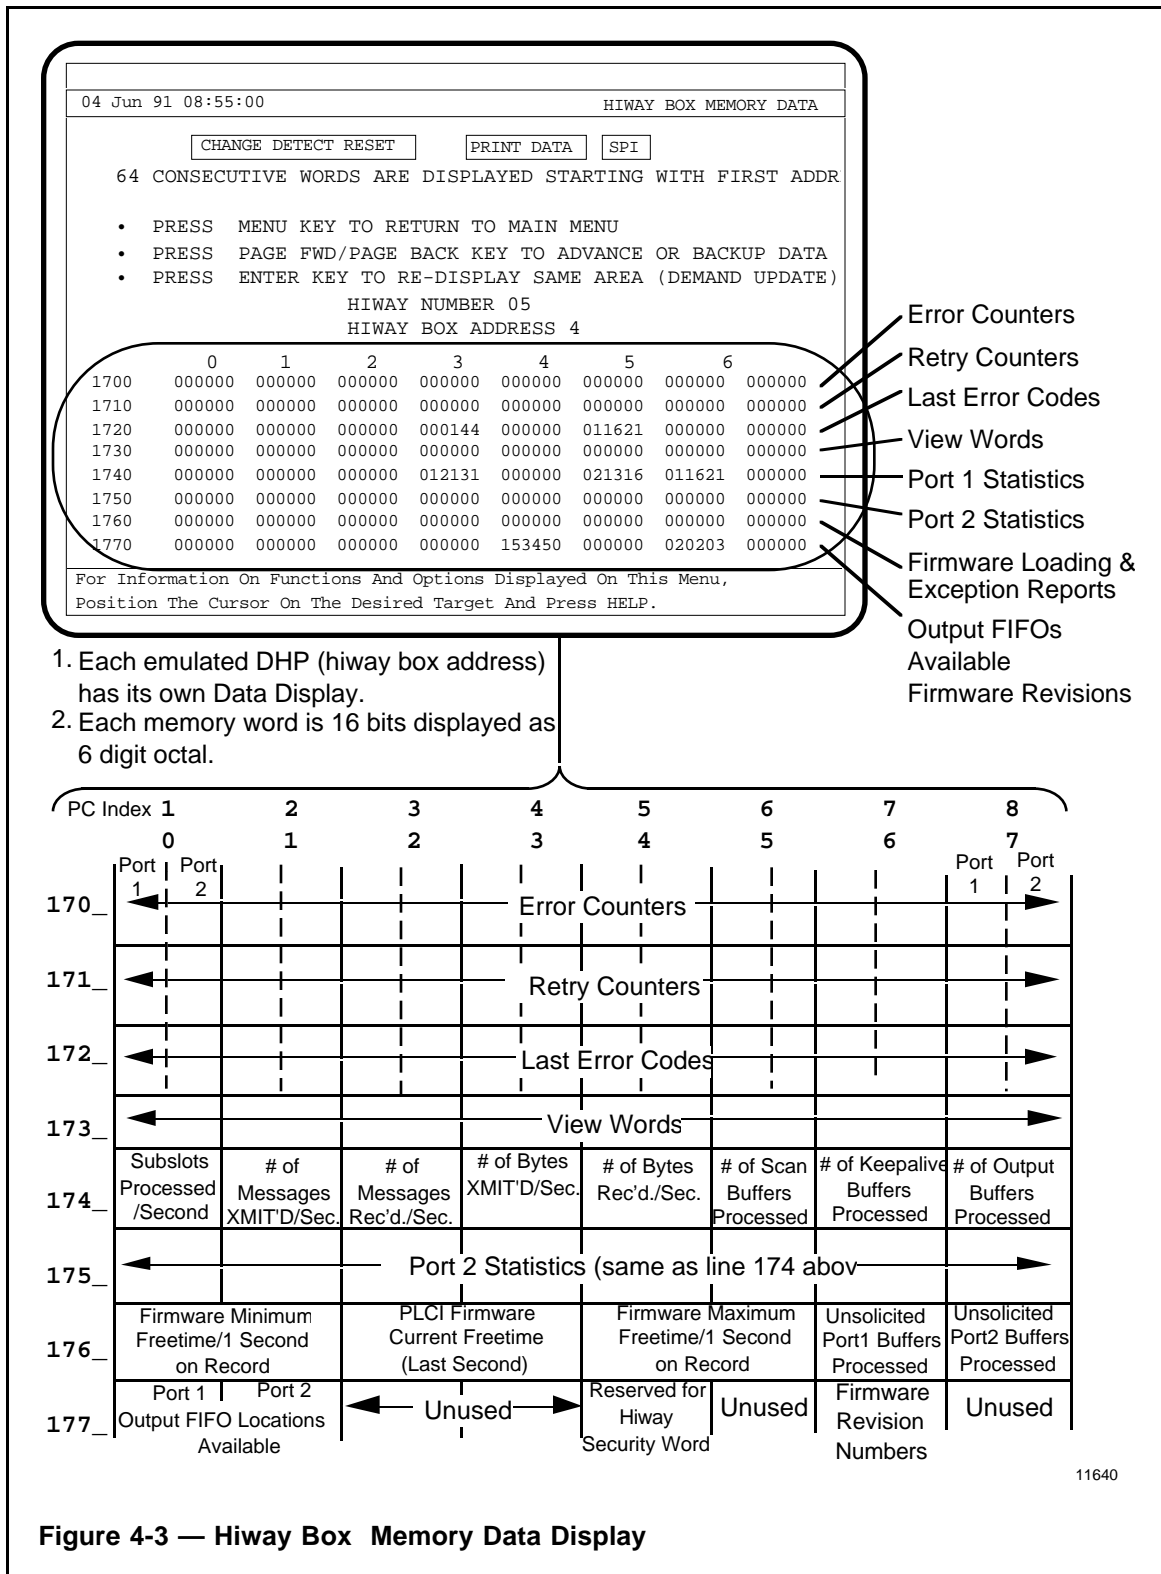 04 Jun 91 08:55:00 HIWAY BOX MEMORY DATA
CHANGE DETECT RESET PRINT DATA SPI
64 CONSECUTIVE WORDS ARE DISPLAYED STARTING WITH FIRST ADDR
• PRESS MENU KEY TO RETURN TO MAIN MENU
• PRESS PAGE FWD/PAGE BACK KEY TO ADVANCE OR BACKUP DATA
• PRESS ENTER KEY TO RE-DISPLAY SAME AREA (DEMAND UPDATE)
HIWAY NUMBER 05
HIWAY BOX ADDRESS 4
0 1 2 3 4 5 6
1700 000000 000000 000000 000000 000000 000000 000000 000000
1710 000000 000000 000000 000000 000000 000000 000000 000000
1720 000000 000000 000000 000144 000000 011621 000000 000000
1730 000000 000000 000000 000000 000000 000000 000000 000000
1740 000000 000000 000000 012131 000000 021316 011621 000000
1750 000000 000000 000000 000000 000000 000000 000000 000000
1760 000000 000000 000000 000000 000000 000000 000000 000000
1770 000000 000000 000000 000000 153450 000000 020203 000000
For Information On Functions And Options Displayed On This Menu,
Position The Cursor On The Desired Target And Press HELP.
Error Counters
Retry Counters
Last Error Codes
View Words
Port 1 Statistics
Port 2 Statistics
Firmware Loading &
Exception Reports
Output FIFOs
Available
Firmware Revisions
1. Each emulated DHP (hiway box address)
has its own Data Display.
2. Each memory word is 16 bits displayed as
6 digit octal.
PC Index 1 2 3 4 5 6 7 8
0 1 2 3 4 5 6 7
Port 1 Port 2 Port 1 Port 2
170_ Error Counters
171_ Retry Counters
172_ Last Error Codes
173_ View Words
174_
Subslots
Processed
/Second
# of
Messages
XMIT'D/Sec.
# of
Messages
Rec'd./Sec.
# of Bytes
XMIT'D/Sec.
# of Bytes
Rec'd./Sec.
# of Scan
Buffers
Processed
# of Keepalive
Buffers
Processed
# of Output
Buffers
Processed
175_ Port 2 Statistics (same as line 174 abov
176_
Firmware Minimum
Freetime/1 Second
on Record
PLCI Firmware
Current Freetime
(Last Second)
Firmware Maximum
Freetime/1 Second
on Record
Unsolicited
Port1 Buffers
Processed
Unsolicited
Port2 Buffers
Processed
177_
Port 1 Port 2
Output FIFO Locations
Available
Unused
Reserved for
Hiway
Security Word
Unused
Firmware
Revision
Numbers
Unused
11640
Figure 4-3 — Hiway Box Memory Data Display